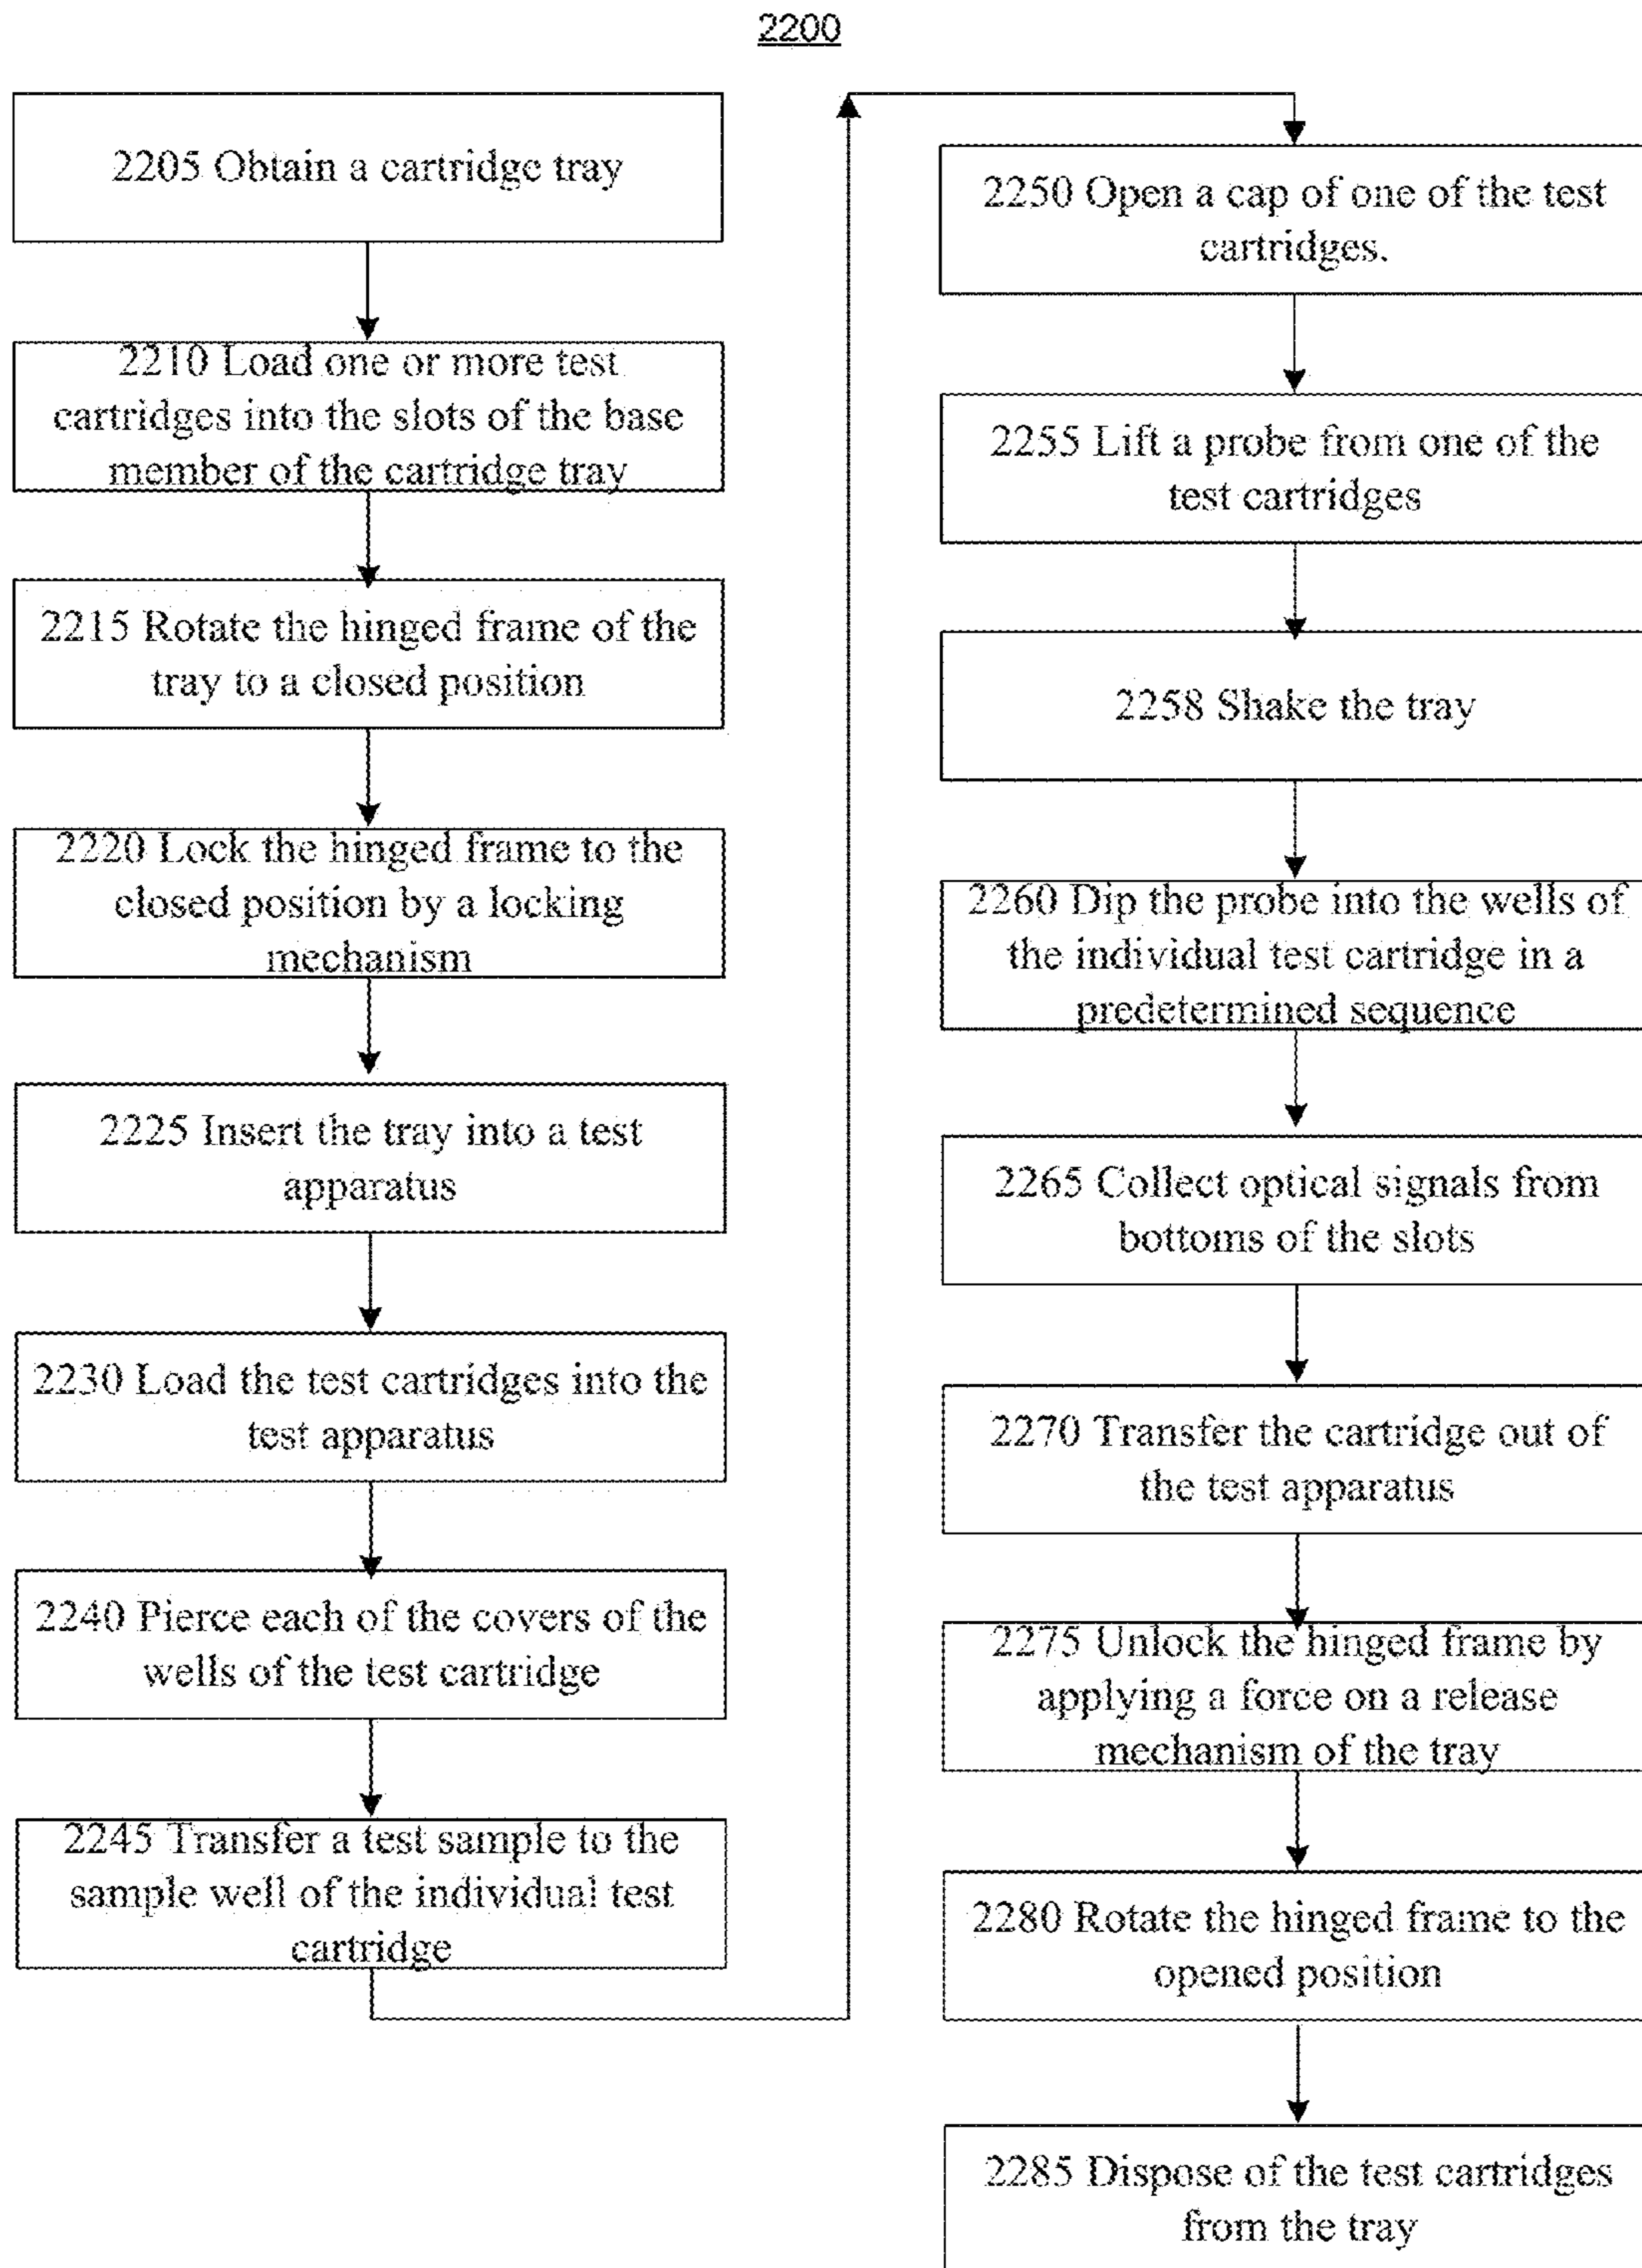 2200
2205 Obtain a cartridge tray
2210 Load one or more test
cartridges into the slots of the base
member of the cartridge tray
2215 Rotate the hinged frame of the
tray to a closed position
2220 Lock the hinged frame to the
closed position by a locking
mechanism
2225 Insert the tray into a test
apparatus
2230 Load the test cartridges into the
test apparatus
2240 Pierce each of the covers of the
wells of the test cartridge
2245 Transfer a test sample to the
sample well of the individual test
cartridge
2250 Open a cap of one of the test
cartridges.
2255 Lift a probe from one of the
test cartridges
2258 Shake the tray
2260 Dip the probe into the wells of
the individual test cartridge in a
predetermined sequence
2265 Collect optical signals from
bottoms of the slots
2270 Transfer the cartridge out of
the test apparatus
2275 Unlock the hinged frame by
applying a force on a release
mechanism of the tray
2280 Rotate the hinged frame to the
opened position
2285 Dispose of the test cartridges
from the tray